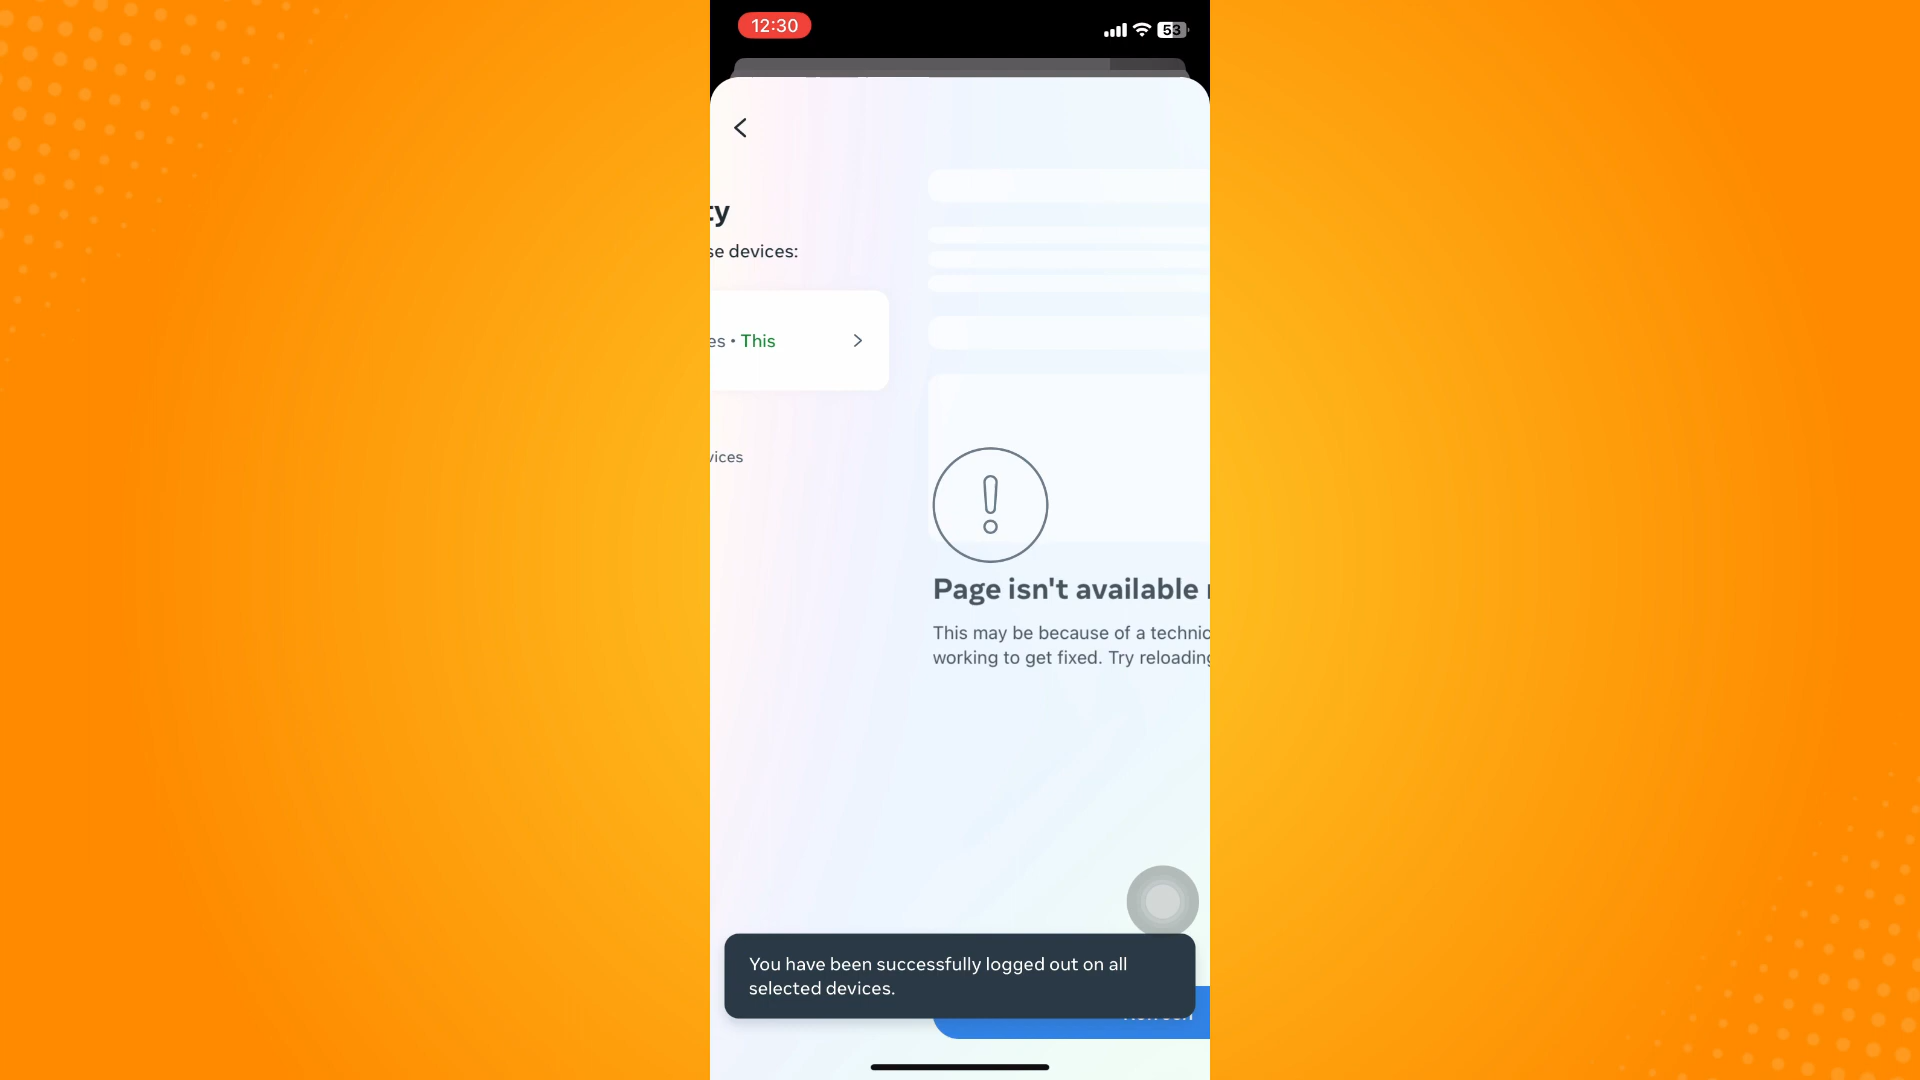 12:30
53
ty
se devices:
es • This
vices
Page isn't available
This may be because of a technic
working to get fixed. Try reloading
You have been successfully logged out on all
selected devices.